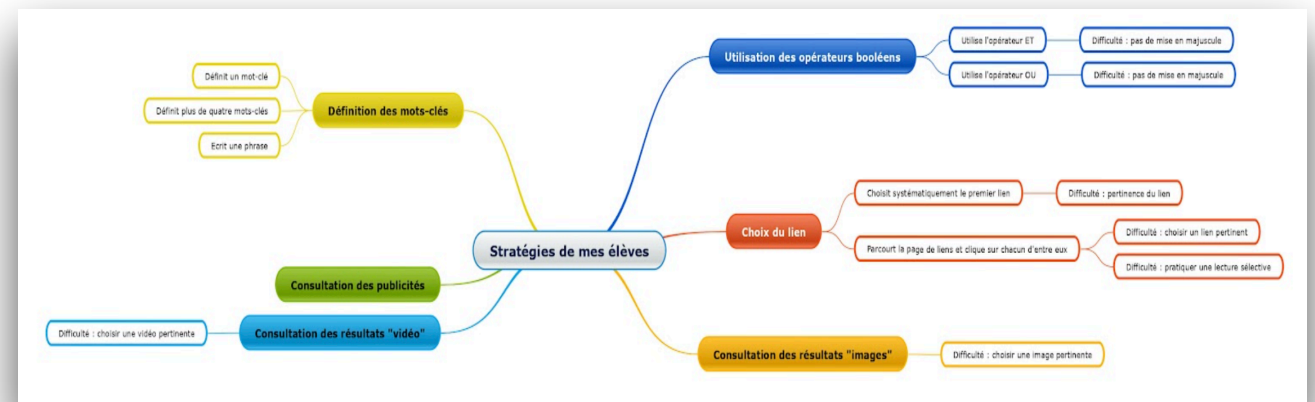 Stratégies de mes élèves
Utilisation des opérateurs booléens
Utilise l'opérateur ET
Difficulté : pas de mise en majuscule
Utilise l'opérateur OU
Difficulté : pas de mise en majuscule
Choix du lien
Choisit systématiquement le premier lien
Difficulté : pertinence du lien
Parcourt la page de liens et clique sur chacun d'entre eux
Difficulté : choisir un lien pertinent
Difficulté : pratiquer une lecture sélective
Consultation des résultats "images"
Difficulté : choisir une image pertinente
Consultation des résultats "vidéo"
Difficulté : choisir une vidéo pertinente
Consultation des publicités
Définition des mots-clés
Définit un mot-clé
Définit plus de quatre mots-clés
Ecrit une phrase